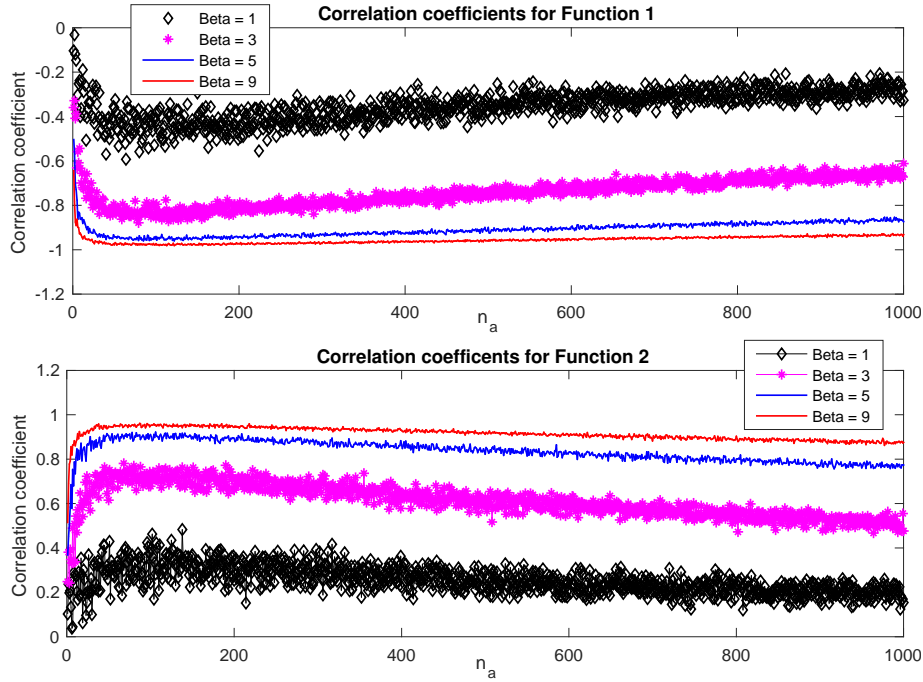 Correlation coefficients for Function 1
Beta = 1
Beta = 3
Beta = 5
Beta = 9
Correlation coefficient
0
-0.2
-0.4
-0.6
-0.8
-1
-1.2
0
200
400
600
800
1000
n_a
Correlation coefficents for Function 2
Beta = 1
Beta = 3
Beta = 5
Beta = 9
Correlation coefficient
1.2
1
0.8
0.6
0.4
0.2
0
0
200
400
600
800
1000
n_a